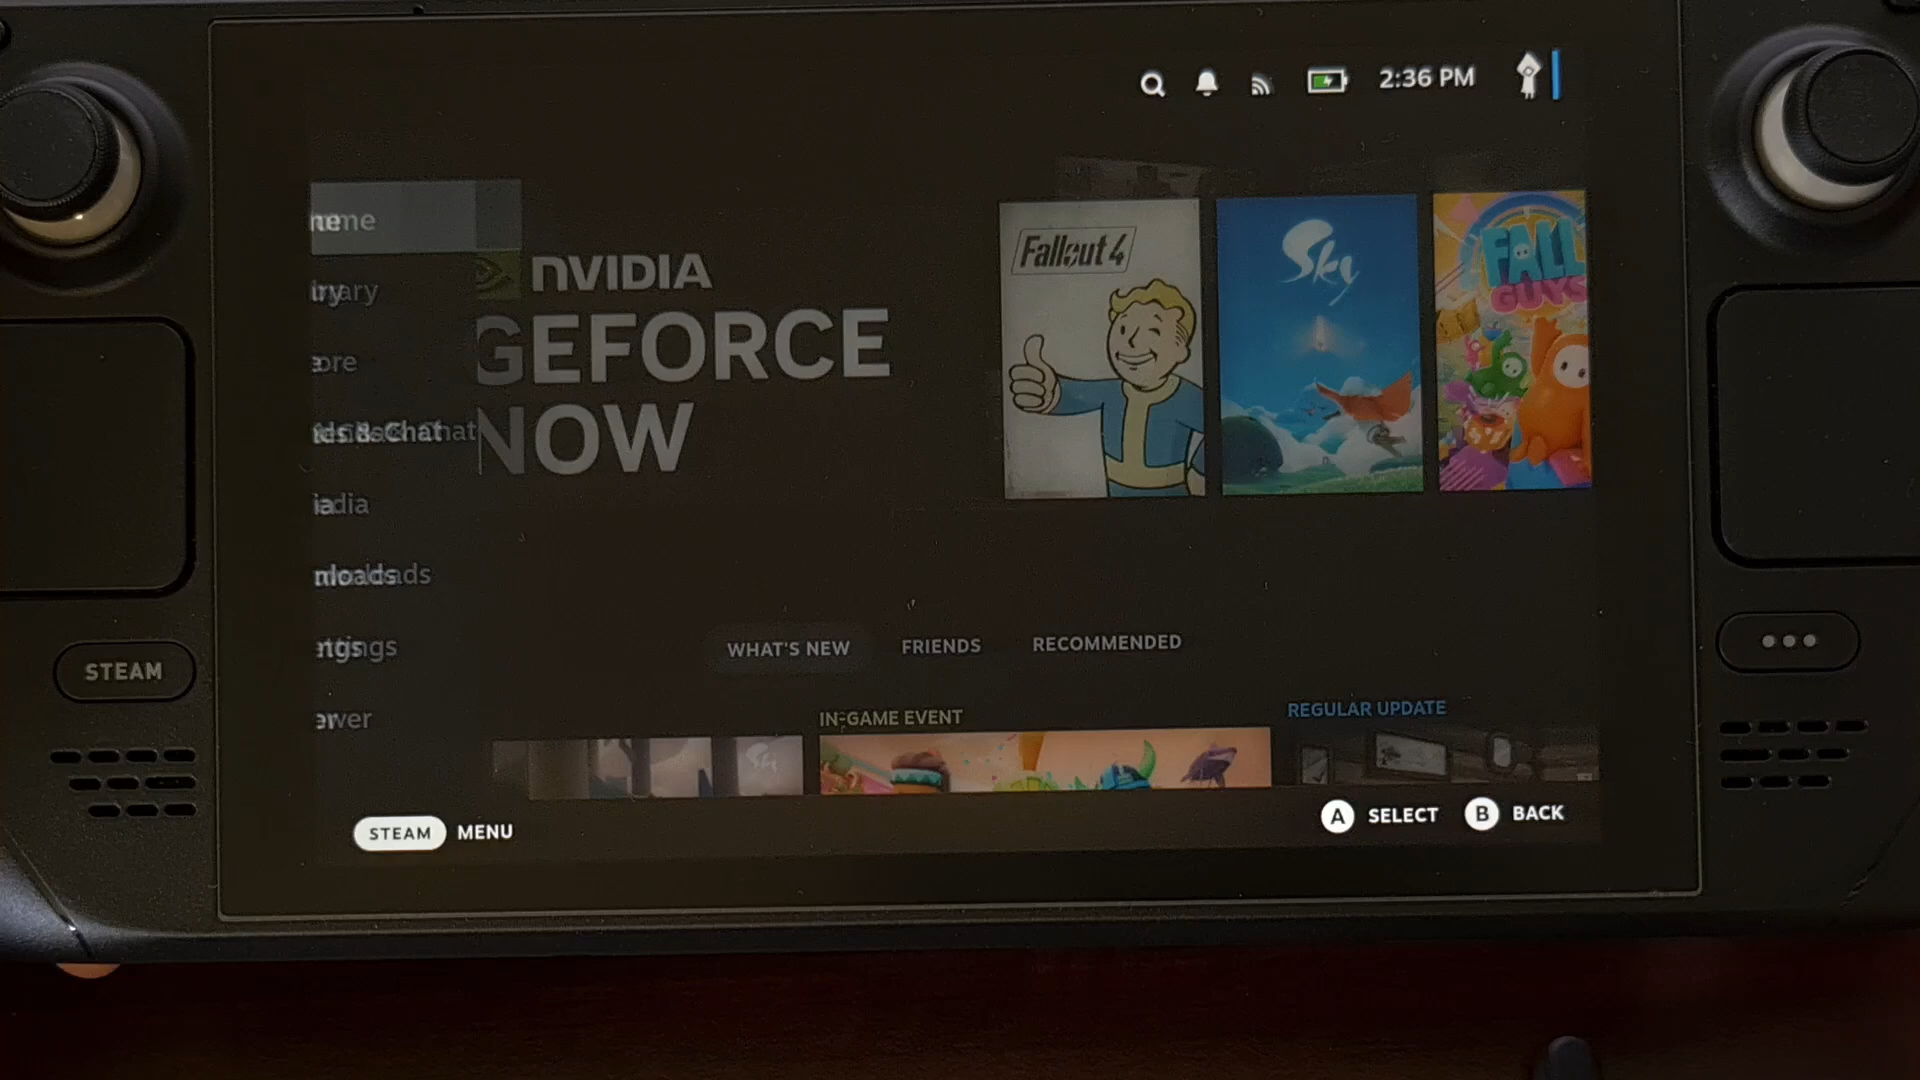 2:36 PM
NVIDIA
GEFORCE
NOW
Fallout 4
Sky
FALL
GUYS
& Chat
STEAM
WHAT'S NEW
FRIENDS
RECOMMENDED
IN-GAME EVENT
REGULAR UPDATE
STEAM MENU
A SELECT
B BACK